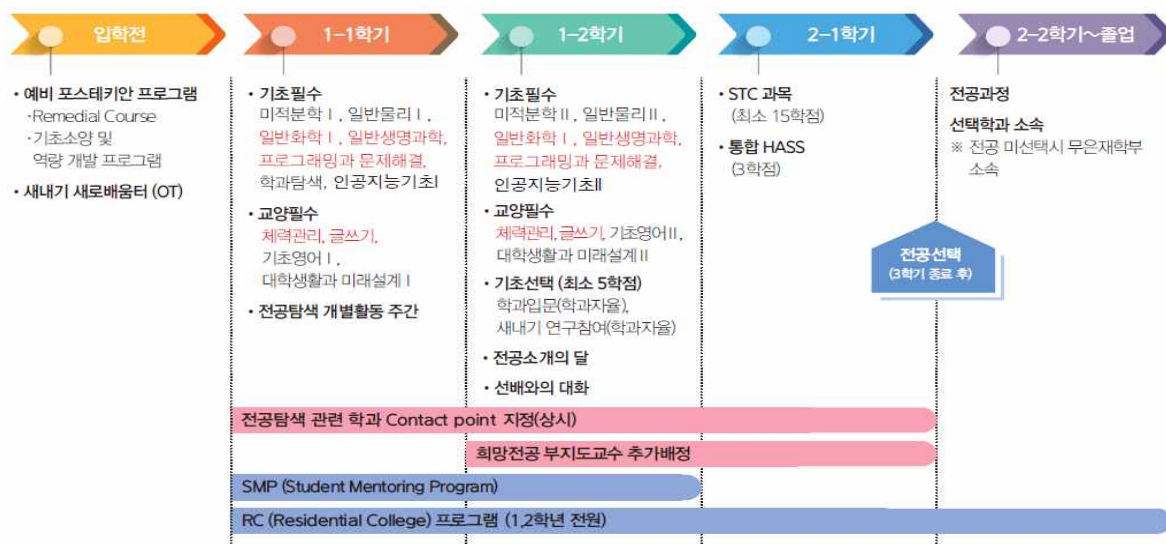 입학전
1-1학기
1-2학기
2-1학기
2-2학기~졸업
• 예비 포스테키안 프로그램
·Remedial Course
·기초소양 및
역량 개발 프로그램
• 새내기 새로배움터 (OT)
• 기초필수
미적분학Ⅰ, 일반물리Ⅰ,
일반화학Ⅰ, 일반생명과학,
프로그래밍과 문제해결,
학과탐색, 인공지능기초Ⅰ
• 교양필수
체력관리, 글쓰기,
기초영어Ⅰ,
대학생활과 미래설계Ⅰ
• 전공탐색 개별활동 주간
• 기초필수
미적분학Ⅱ, 일반물리Ⅱ,
일반화학Ⅰ, 일반생명과학,
프로그래밍과 문제해결,
인공지능기초Ⅱ
• 교양필수
체력관리, 글쓰기, 기초영어Ⅱ,
대학생활과 미래설계Ⅱ
• 기초선택 (최소 5학점)
학과입문(학과자율),
새내기 연구참여(학과자율)
• 전공소개의 달
• 선배와의 대화
• STC 과목
(최소 15학점)
• 통합 HASS
(3학점)
전공과정
선택학과 소속
※ 전공 미선택시 무은재학부
소속
전공선택
(3학기 종료 후)
전공탐색 관련 학과 Contact point 지정(상시)
희망전공 부지도교수 추가배정
SMP (Student Mentoring Program)
RC (Residential College) 프로그램 (1,2학년 전원)